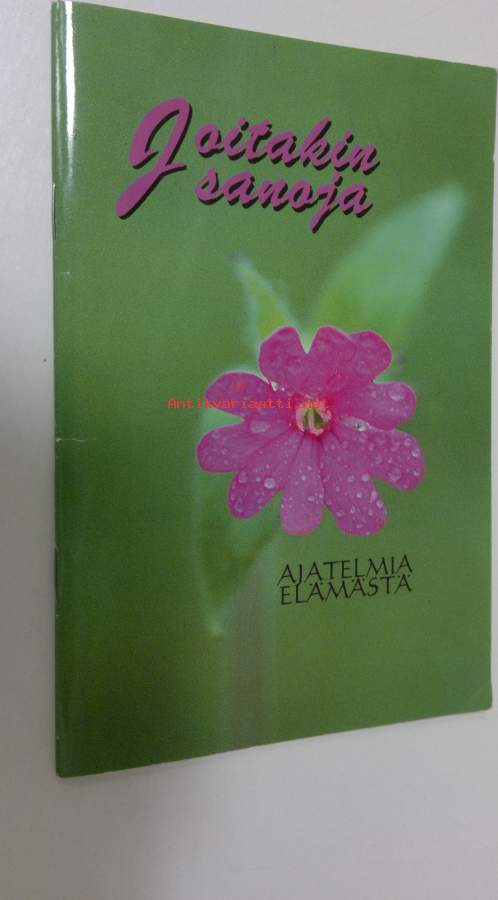 Joitakin
sanoja
Antikvariaatti.net
AJATELMIA
ELÄMÄSTÄ